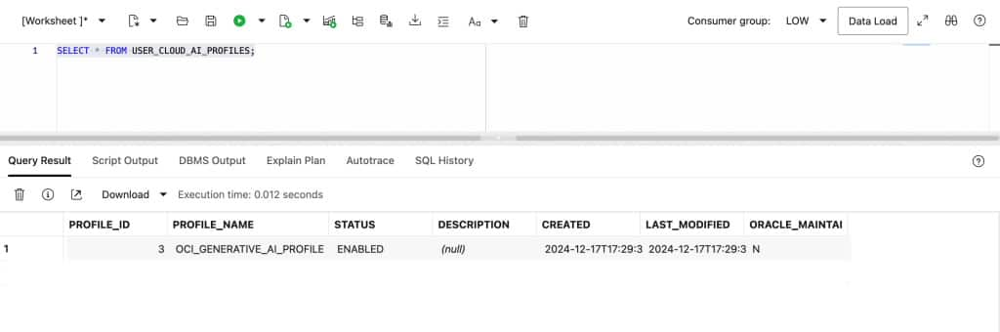 [Worksheet ]* Aa Consumer group: LOW Data Load
1 SELECT * FROM USER_CLOUD_AI_PROFILES;
Query Result Script Output DBMS Output Explain Plan Autotrace SQL History
Download Execution time: 0.012 seconds
PROFILE_ID PROFILE_NAME STATUS DESCRIPTION CREATED LAST_MODIFIED ORACLE_MAINTAI
1 3 OCI_GENERATIVE_AI_PROFILE ENABLED (null) 2024-12-17T17:29:3 2024-12-17T17:29:3 N